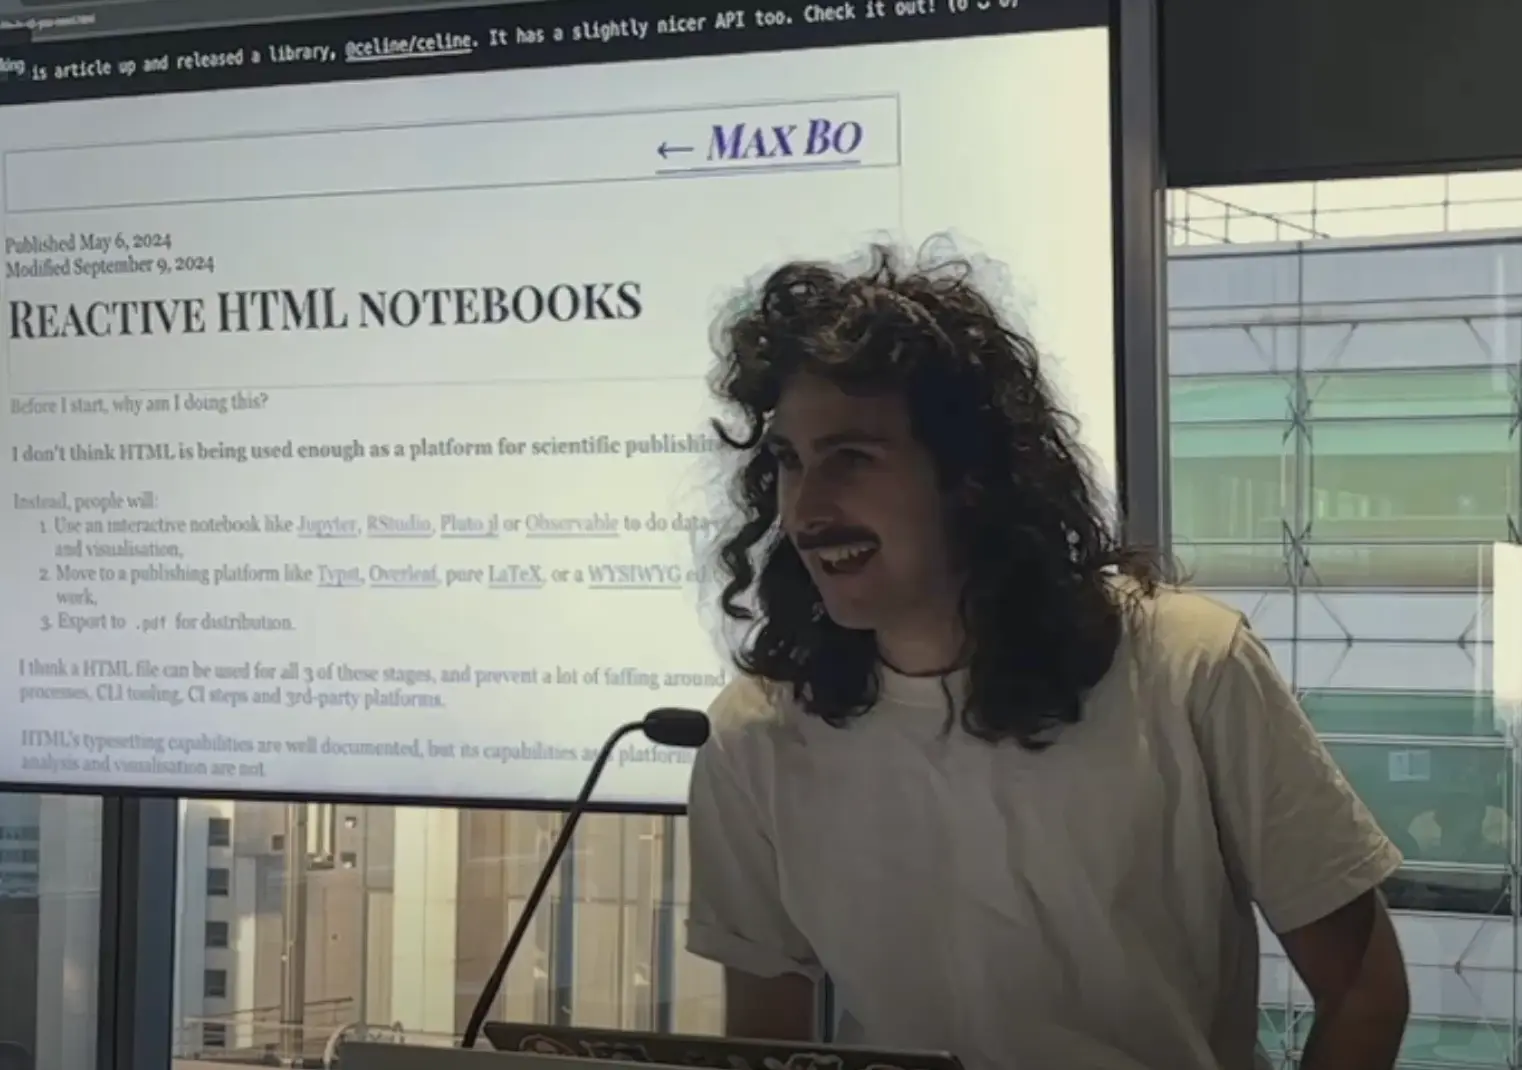 is article up and released a library, @celine/celine. It has a slightly nicer API too. Check it out!
← MAX BO
Published May 6, 2024
Modified September 9, 2024
REACTIVE HTML NOTEBOOKS
Before I start, why am I doing this?
I don't think HTML is being used enough as a platform for scientific
Instead, people will:
1. Use an interactive notebook like Jupyter, RStudio, Pluto.jl or Observable to do data
and visualisation,
2. Move to a publishing platform like Typst, Overleaf, pure LaTeX, or a WYSIWYG
work,
3. Export to .pdf for distribution.
I think a HTML file can be used for all 3 of these stages, and prevent a lot of faffing around
processes, CLI tooling, CI steps and 3rd-party platforms.
HTML's typesetting capabilities are well documented, but its capabilities as platform
analysis and visualisation are not